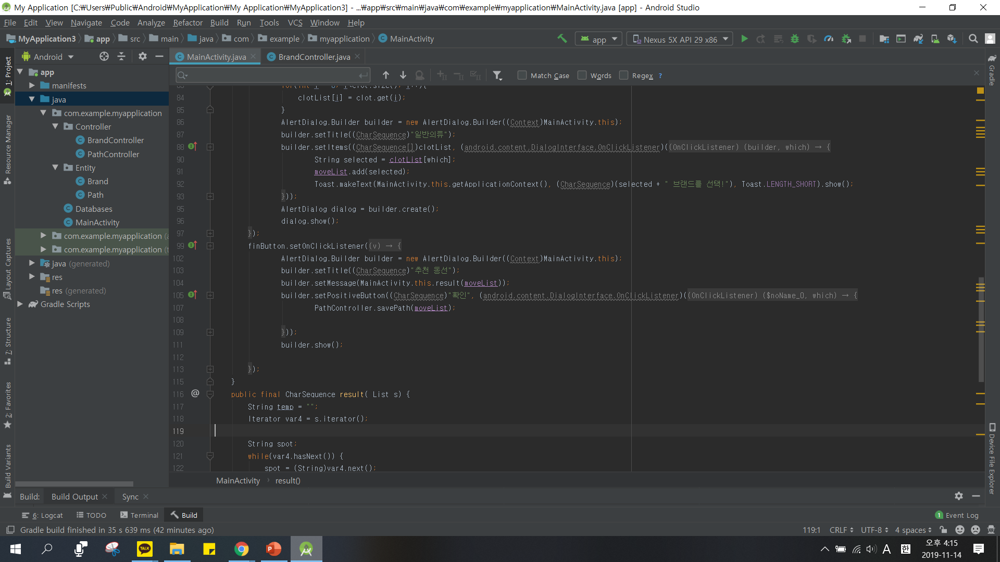 My Application [C:₩Users₩Public₩Android₩MyApplication₩My Application₩MyApplication3] - ...₩app₩src₩main₩java₩com₩example₩myapplication₩MainActivity.java [app] - Android Studio
File Edit View Navigate Code Analyze Refactor Build Run Tools VCS Window Help
MyApplication3 app src main java com example myapplication MainActivity
app Nexus 5X API 29 x86
Android
MainActivity.java BrandController.java
Match Case Words Regex ?
1: Project
Resource Manager
Layout Captures
7: Structure
2: Favorites
Build Variants
app
manifests
java
com.example.myapplication
Controller
BrandController
PathController
Entity
Brand
Path
Databases
MainActivity
com.example.myapplication
com.example.myapplication
java (generated)
res
res (generated)
Gradle Scripts
84 clotList[i] = clot.get(i);
85 }
86 AlertDialog.Builder builder = new AlertDialog.Builder((Context)MainActivity.this);
87 builder.setTitle((CharSequence)"일반의류");
88 builder.setItems((CharSequence[])clotList, (android.content.DialogInterface.OnClickListener)((OnClickListener) (builder, which) → {
90 String selected = clotList[which];
91 moveList.add(selected);
92 Toast.makeText(MainActivity.this.getApplicationContext(), (CharSequence)(selected + " 브랜드를 선택!"), Toast.LENGTH_SHORT).show();
93 }));
95 AlertDialog dialog = builder.create();
96 dialog.show();
97 });
99 finButton.setOnClickListener((v) → {
102 AlertDialog.Builder builder = new AlertDialog.Builder((Context)MainActivity.this);
103 builder.setTitle((CharSequence)"추천 동선");
104 builder.setMessage(MainActivity.this.result(moveList));
105 builder.setPositiveButton((CharSequence)"확인", (android.content.DialogInterface.OnClickListener)((OnClickListener) ($noName_0, which) → {
107 PathController.savePath(moveList);
108
109 }));
111 builder.show();
112
113 });
115 }
116 @ public final CharSequence result( List s) {
117 String temp = "";
118 Iterator var4 = s.iterator();
119
120 String spot;
121 while(var4.hasNext()) {
122 spot = (String)var4.next();
MainActivity result()
Gradle
Device File Explorer
Build: Build Output Sync
6: Logcat TODO Terminal Build
1 Event Log
Gradle build finished in 35 s 639 ms (42 minutes ago)
119:1 CRLF UTF-8 4 spaces
TALK
A 한
오후 4:15
2019-11-14